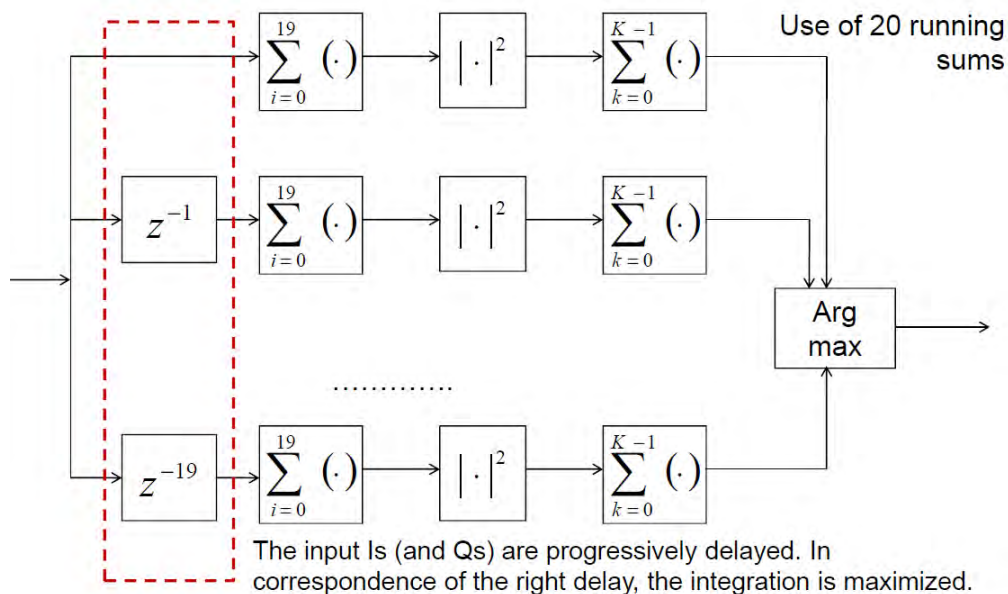 19
∑ (·)
i = 0
| · |²
K −1
∑ (·)
k = 0
Use of 20 running
sums
z⁻¹
19
∑ (·)
i = 0
| · |²
K −1
∑ (·)
k = 0
Arg
max
.............
z⁻¹⁹
19
∑ (·)
i = 0
| · |²
K −1
∑ (·)
k = 0
The input Is (and Qs) are progressively delayed. In
correspondence of the right delay, the integration is maximized.